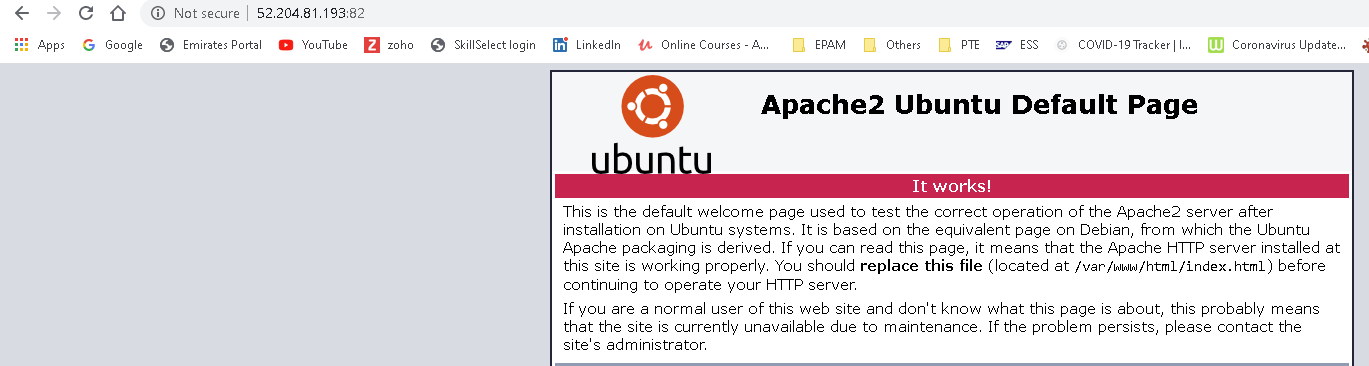 Not secure | 52.204.81.193:82
Apps Google Emirates Portal YouTube zoho SkillSelect login LinkedIn Online Courses - A... EPAM Others PTE ESS COVID-19 Tracker | I... Coronavirus Update...
ubuntu
Apache2 Ubuntu Default Page
It works!
This is the default welcome page used to test the correct operation of the Apache2 server after
installation on Ubuntu systems. It is based on the equivalent page on Debian, from which the Ubuntu
Apache packaging is derived. If you can read this page, it means that the Apache HTTP server installed at
this site is working properly. You should replace this file (located at /var/www/html/index.html) before
continuing to operate your HTTP server.
If you are a normal user of this web site and don't know what this page is about, this probably means
that the site is currently unavailable due to maintenance. If the problem persists, please contact the
site's administrator.